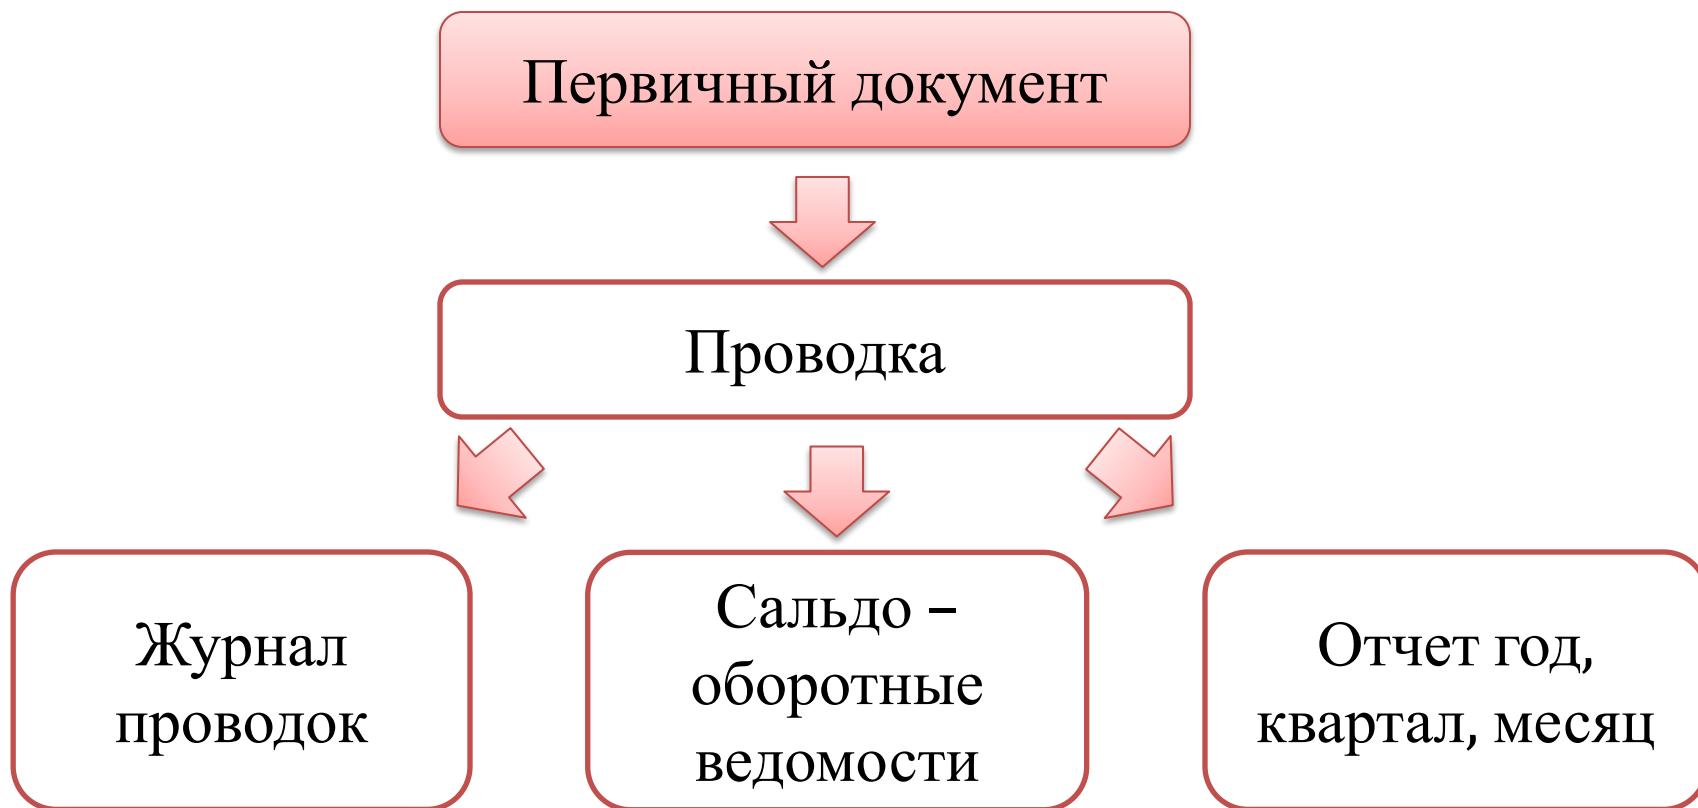 Первичный документ
Проводка
Журнал
проводок
Сальдо –
оборотные
ведомости
Отчет год,
квартал, месяц